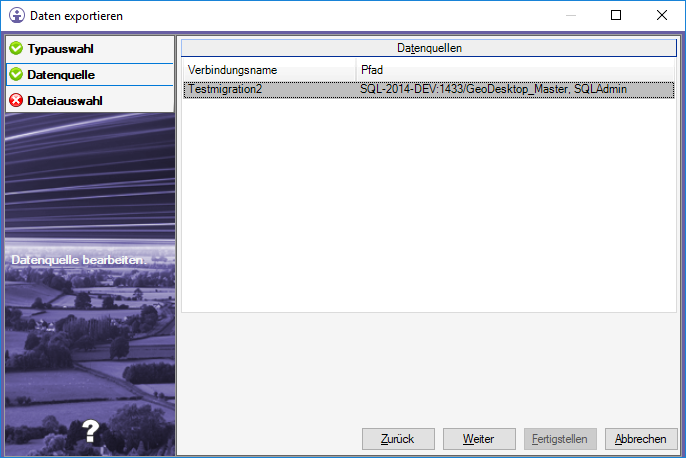 Daten exportieren
Typauswahl
Datenquelle
Dateiauswahl
Datenquelle bearbeiten.
?
Datenquellen
Verbindungsname Pfad
Testmigration2 SQL-2014-DEV:1433/GeoDesktop_Master, SQLAdmin
Zurück Weiter Fertigstellen Abbrechen